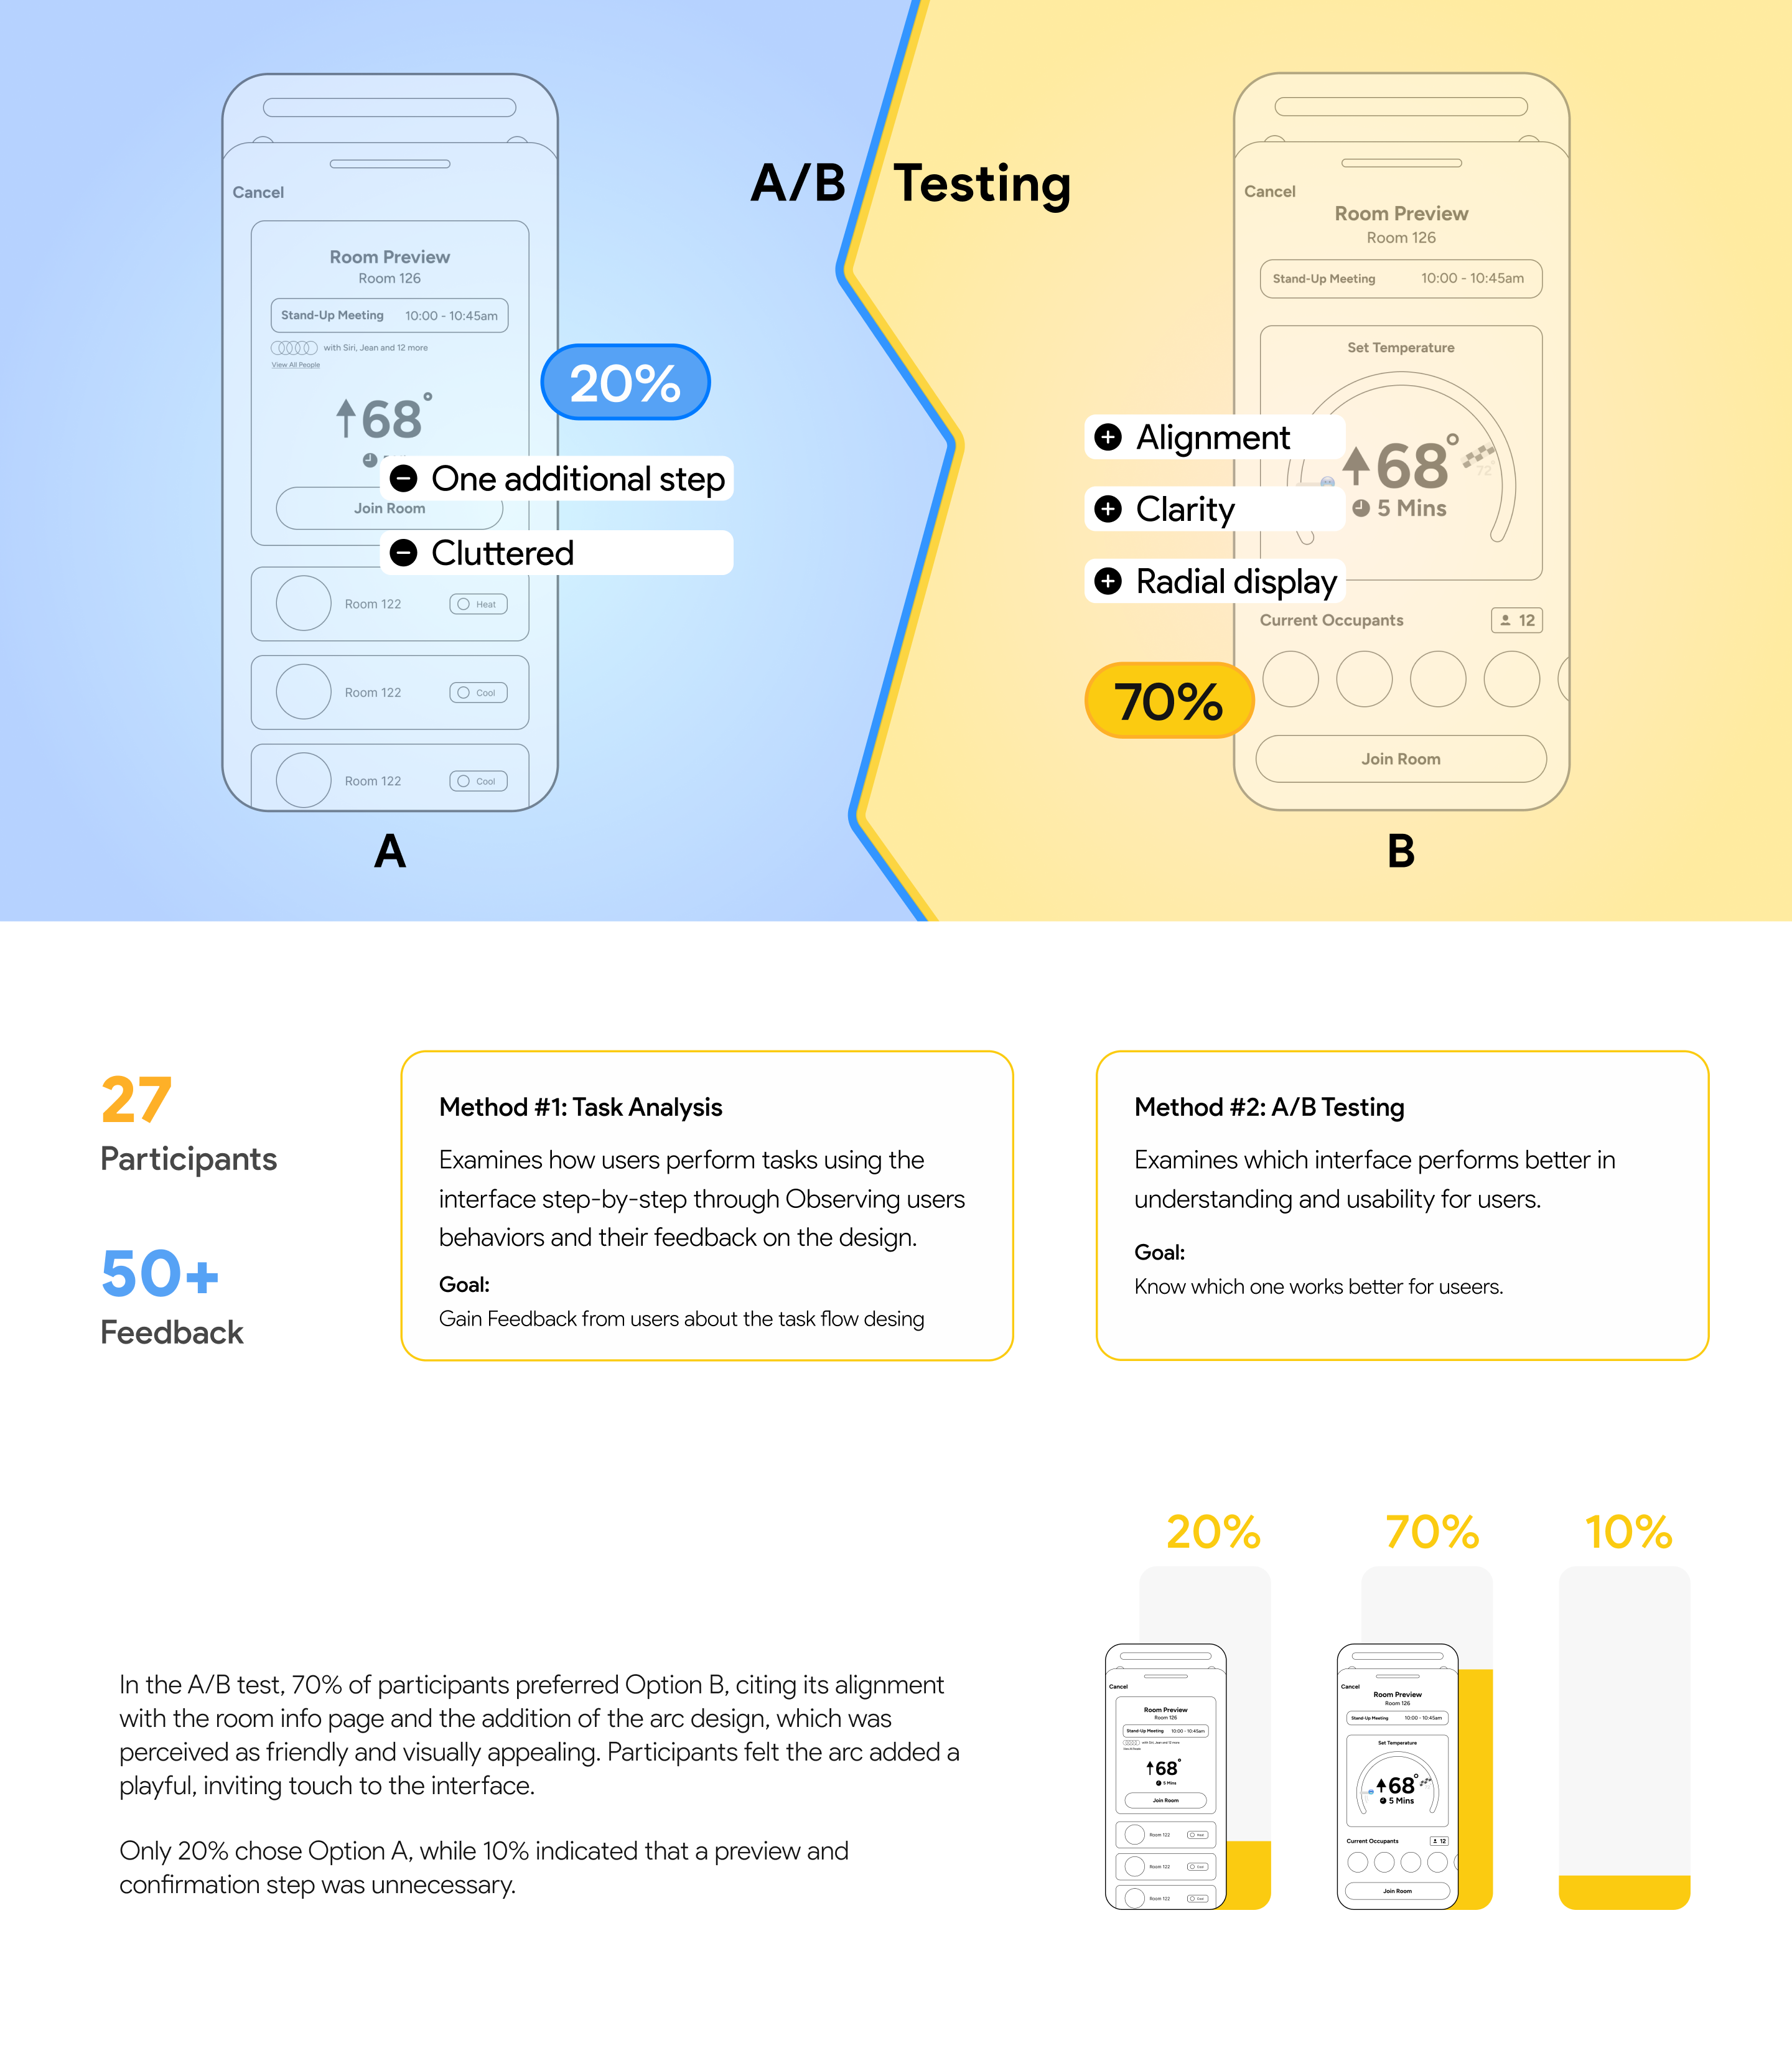 A/B Testing
Cancel
Room Preview
Room 126
Stand-Up Meeting 10:00 - 10:45am
with Siri, Jean and 12 more
View All People
68°
20%
One additional step
Join Room
Cluttered
Room 122 Heat
Room 122 Cool
Room 122 Cool
A
Cancel
Room Preview
Room 126
Stand-Up Meeting 10:00 - 10:45am
Set Temperature
Alignment
68°
72°
Clarity
5 Mins
Radial display
Current Occupants 12
70%
Join Room
B
27
Participants
50+
Feedback
Method #1: Task Analysis
Examines how users perform tasks using the
interface step-by-step through Observing users
behaviors and their feedback on the design.
Goal:
Gain Feedback from users about the task flow desing
Method #2: A/B Testing
Examines which interface performs better in
understanding and usability for users.
Goal:
Know which one works better for useers.
In the A/B test, 70% of participants preferred Option B, citing its alignment
with the room info page and the addition of the arc design, which was
perceived as friendly and visually appealing. Participants felt the arc added a
playful, inviting touch to the interface.
Only 20% chose Option A, while 10% indicated that a preview and
confirmation step was unnecessary.
20% 70% 10%
Cancel
Room Preview
Room 126
Stand-Up Meeting 10:00 - 10:45am
with Siri, Jean and 12 more
View All People
68°
5 Mins
Join Room
Room 122
Room 122
Room 122
Cancel
Room Preview
Room 126
Stand-Up Meeting 10:00 - 10:45am
Set Temperature
68°
5 Mins
Current Occupants 12
Join Room